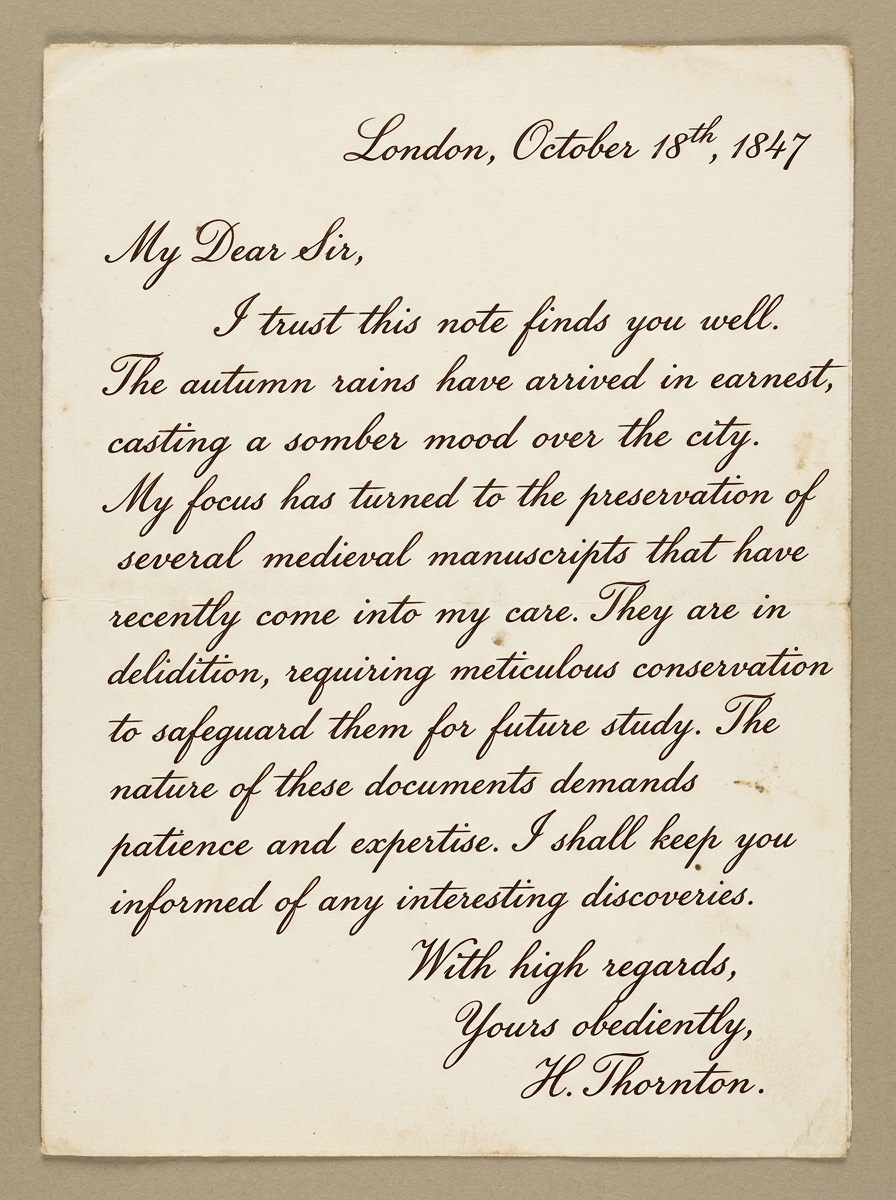 London, October 18th, 1847
My Dear Sir,
I trust this note finds you well.
The autumn rains have arrived in earnest,
casting a somber mood over the city.
My focus has turned to the preservation of
several medieval manuscripts that have
recently come into my care. They are in
delidition, requiring meticulous conservation
to safeguard them for future study. The
nature of these documents demands
patience and expertise. I shall keep you
informed of any interesting discoveries.
With high regards,
Yours obediently,
H. Thornton.